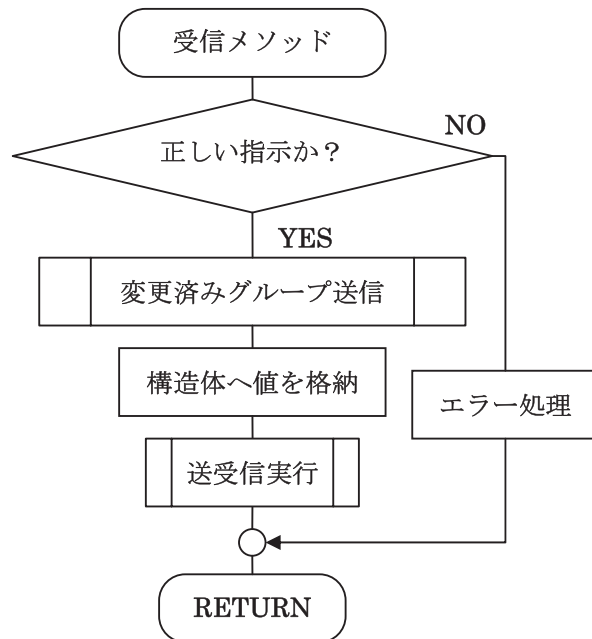 受信メソッド
NO
正しい指示か？
YES
変更済みグループ送信
構造体へ値を格納
エラー処理
送受信実行
RETURN